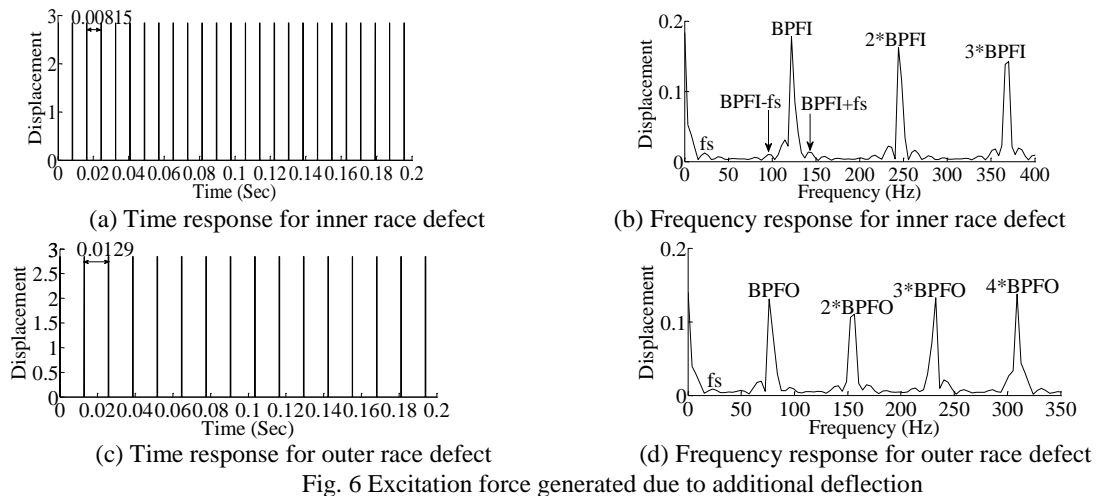 0.00815
3
2
1
0
Displacement
0 0.02 0.04 0.06 0.08 0.1 0.12 0.14 0.16 0.18 0.2
Time (Sec)
(a) Time response for inner race defect
0.2
0.1
0
Displacement
BPFI
2*BPFI
3*BPFI
BPFI-fs
BPFI+fs
fs
0 50 100 150 200 250 300 350 400
Frequency (Hz)
(b) Frequency response for inner race defect
0.0129
3
2.5
2
1.5
1
0.5
0
Displacement
0 0.02 0.04 0.06 0.08 0.1 0.12 0.14 0.16 0.18 0.2
Time (Sec)
(c) Time response for outer race defect
0.2
0.1
0
Displacement
BPFO
2*BPFO
3*BPFO
4*BPFO
fs
0 50 100 150 200 250 300 350
Frequency (Hz)
(d) Frequency response for outer race defect
Fig. 6 Excitation force generated due to additional deflection